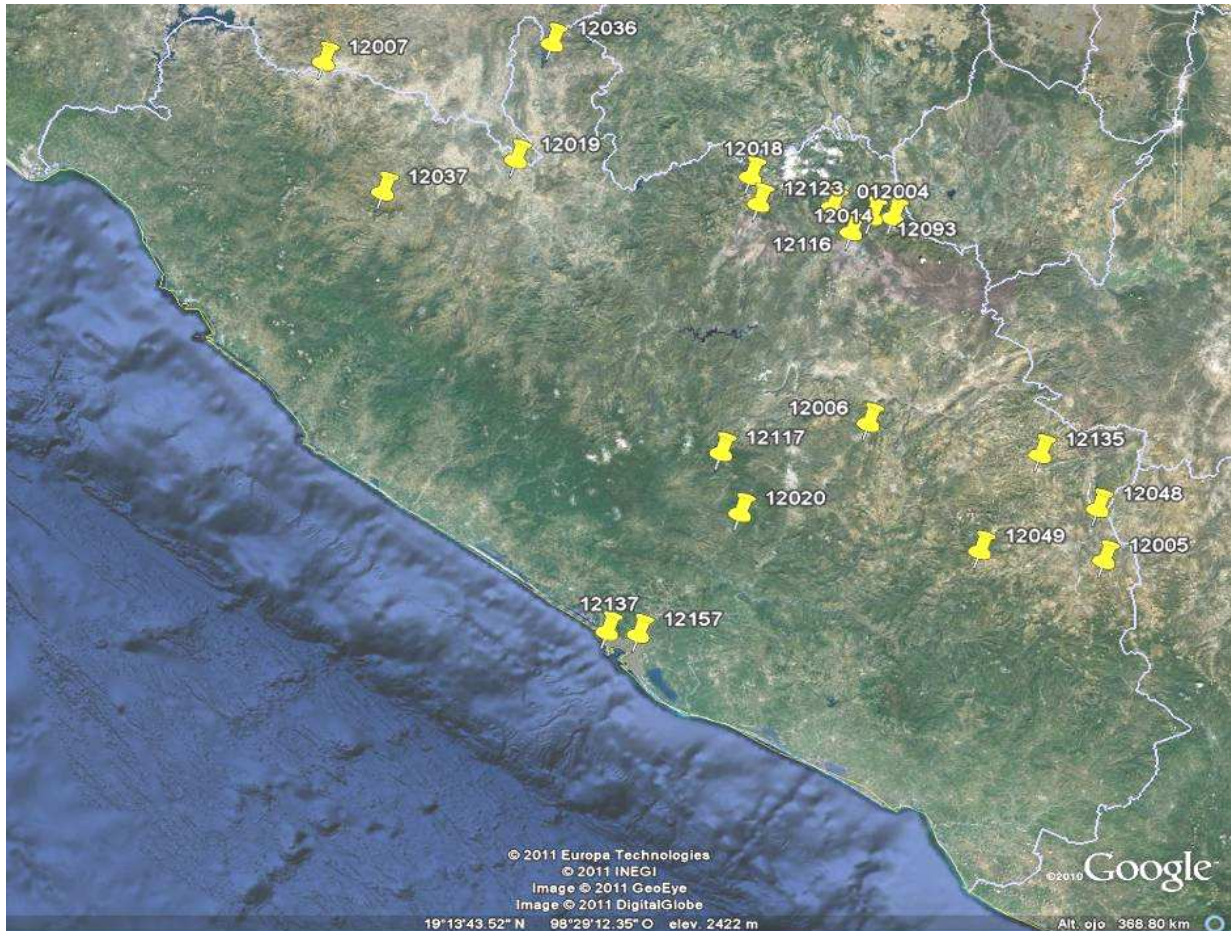 12036
12007
12019
12018
12037
12123
012004
12014
12093
12116
12006
12117
12135
12020
12048
12049
12005
12137
12157
© 2011 Europa Technologies
© 2011 INEGI
Image © 2011 GeoEye
Image © 2011 DigitalGlobe
©2010 Google
19°13'43.52" N 98°29'12.35" O elev. 2422 m
Alt. ojo 368.80 km